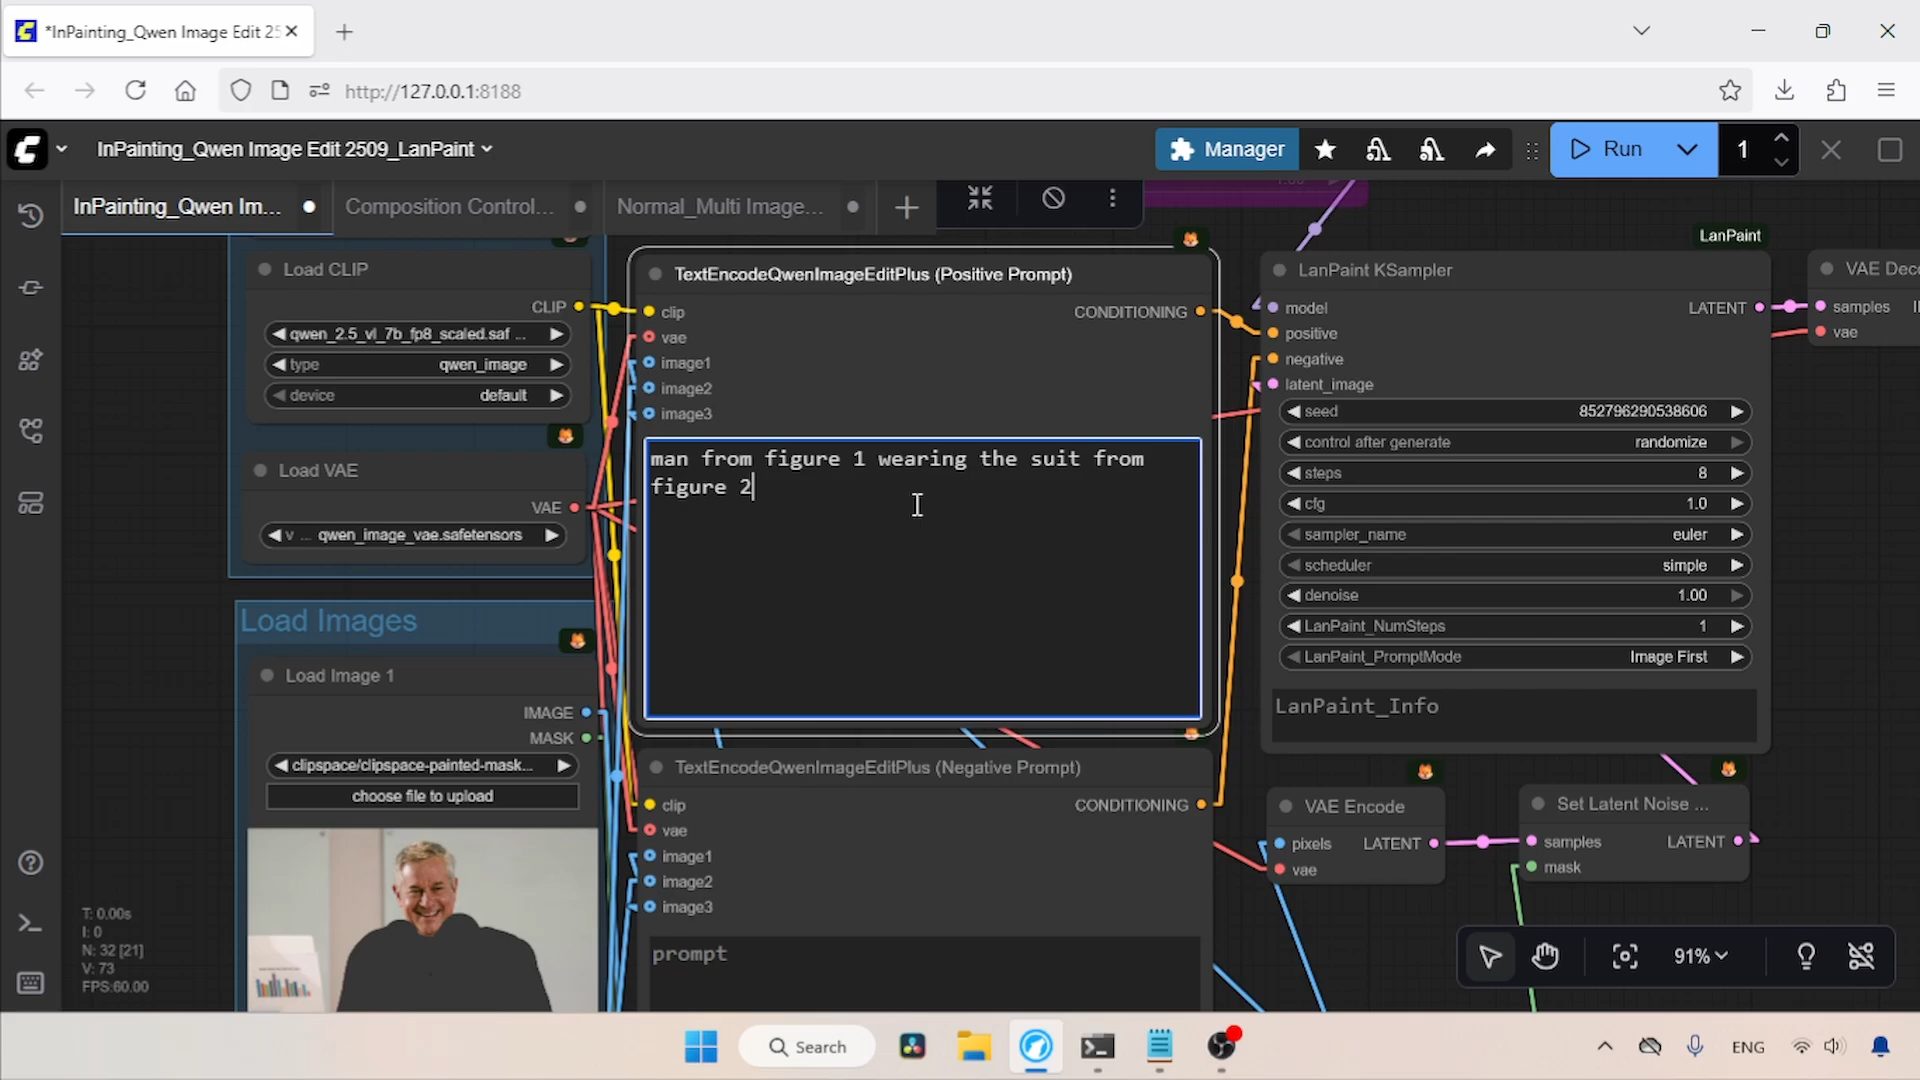 *InPainting_Qwen Image Edit 25
http://127.0.0.1:8188
InPainting_Qwen Image Edit 2509_LanPaint
Manager
Run
1
InPainting_Qwen Im...
Composition Control...
Normal_Multi Image...
Load CLIP
CLIP
qwen_2.5_vl_7b_fp8_scaled.saf ...
type qwen_image
device default
Load VAE
VAE
v ... qwen_image_vae.safetensors
Load Images
Load Image 1
IMAGE
MASK
clipspace/clipspace-painted-mask...
choose file to upload
TextEncodeQwenImageEditPlus (Positive Prompt)
clip CONDITIONING
vae
image1
image2
image3
man from figure 1 wearing the suit from
figure 2
TextEncodeQwenImageEditPlus (Negative Prompt)
clip CONDITIONING
vae
image1
image2
image3
prompt
LanPaint
LanPaint KSampler
model LATENT
positive
negative
latent_image
seed 852796290538606
control after generate randomize
steps 8
cfg 1.0
sampler_name euler
scheduler simple
denoise 1.00
LanPaint_NumSteps 1
LanPaint_PromptMode Image First
LanPaint_Info
VAE Deco
samples
vae
VAE Encode
pixels LATENT
vae
Set Latent Noise ...
samples LATENT
mask
91%
T: 0.00s
I: 0
N: 32 [21]
V: 73
FPS:60.00
Search
ENG